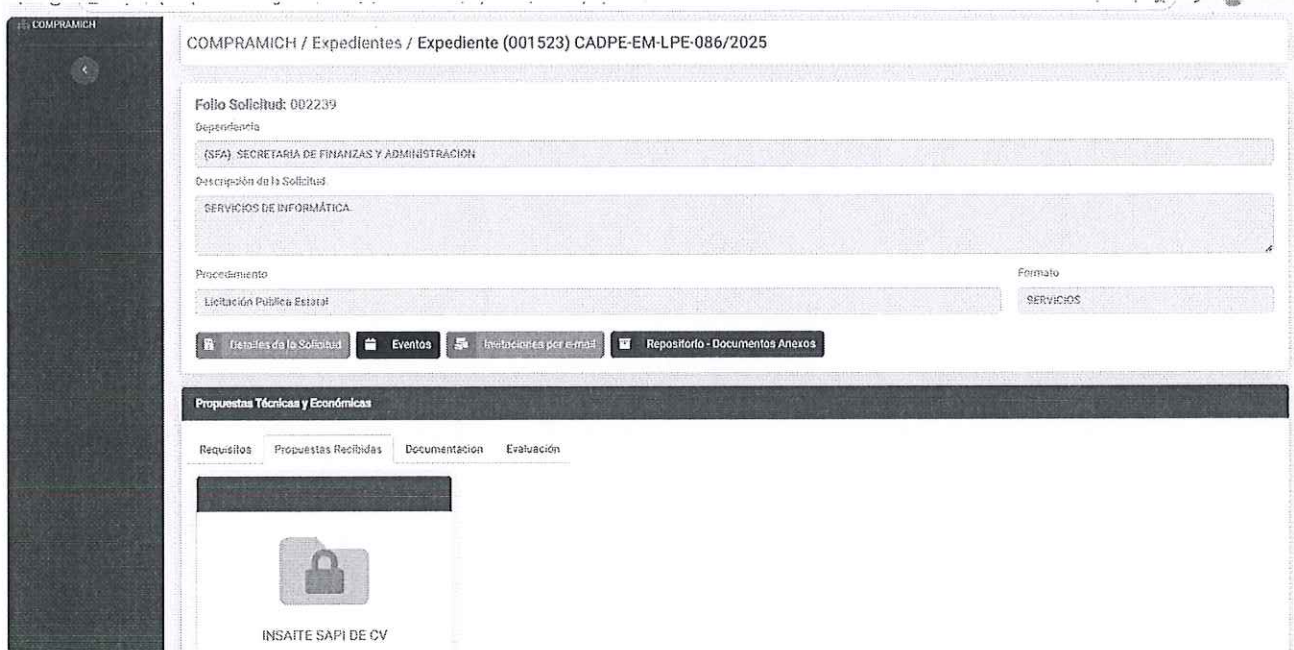 COMPRAMICH
COMPRAMICH / Expedientes / Expediente (001523) CADPE-EM-LPE-086/2025
Folio Solicitud: 002239
Dependencia
(SFA) SECRETARIA DE FINANZAS Y ADMINISTRACION
Descripción de la Solicitud
SERVICIOS DE INFORMÁTICA.
Procedimiento
Formato
Licitación Pública Estatal
SERVICIOS
Detalles de la Solicitud
Eventos
Invitaciones por e-mail
Repositorio - Documentos Anexos
Propuestas Técnicas y Económicas
Requisitos
Propuestas Recibidas
Documentacion
Evaluación
INSAITE SAPI DE CV